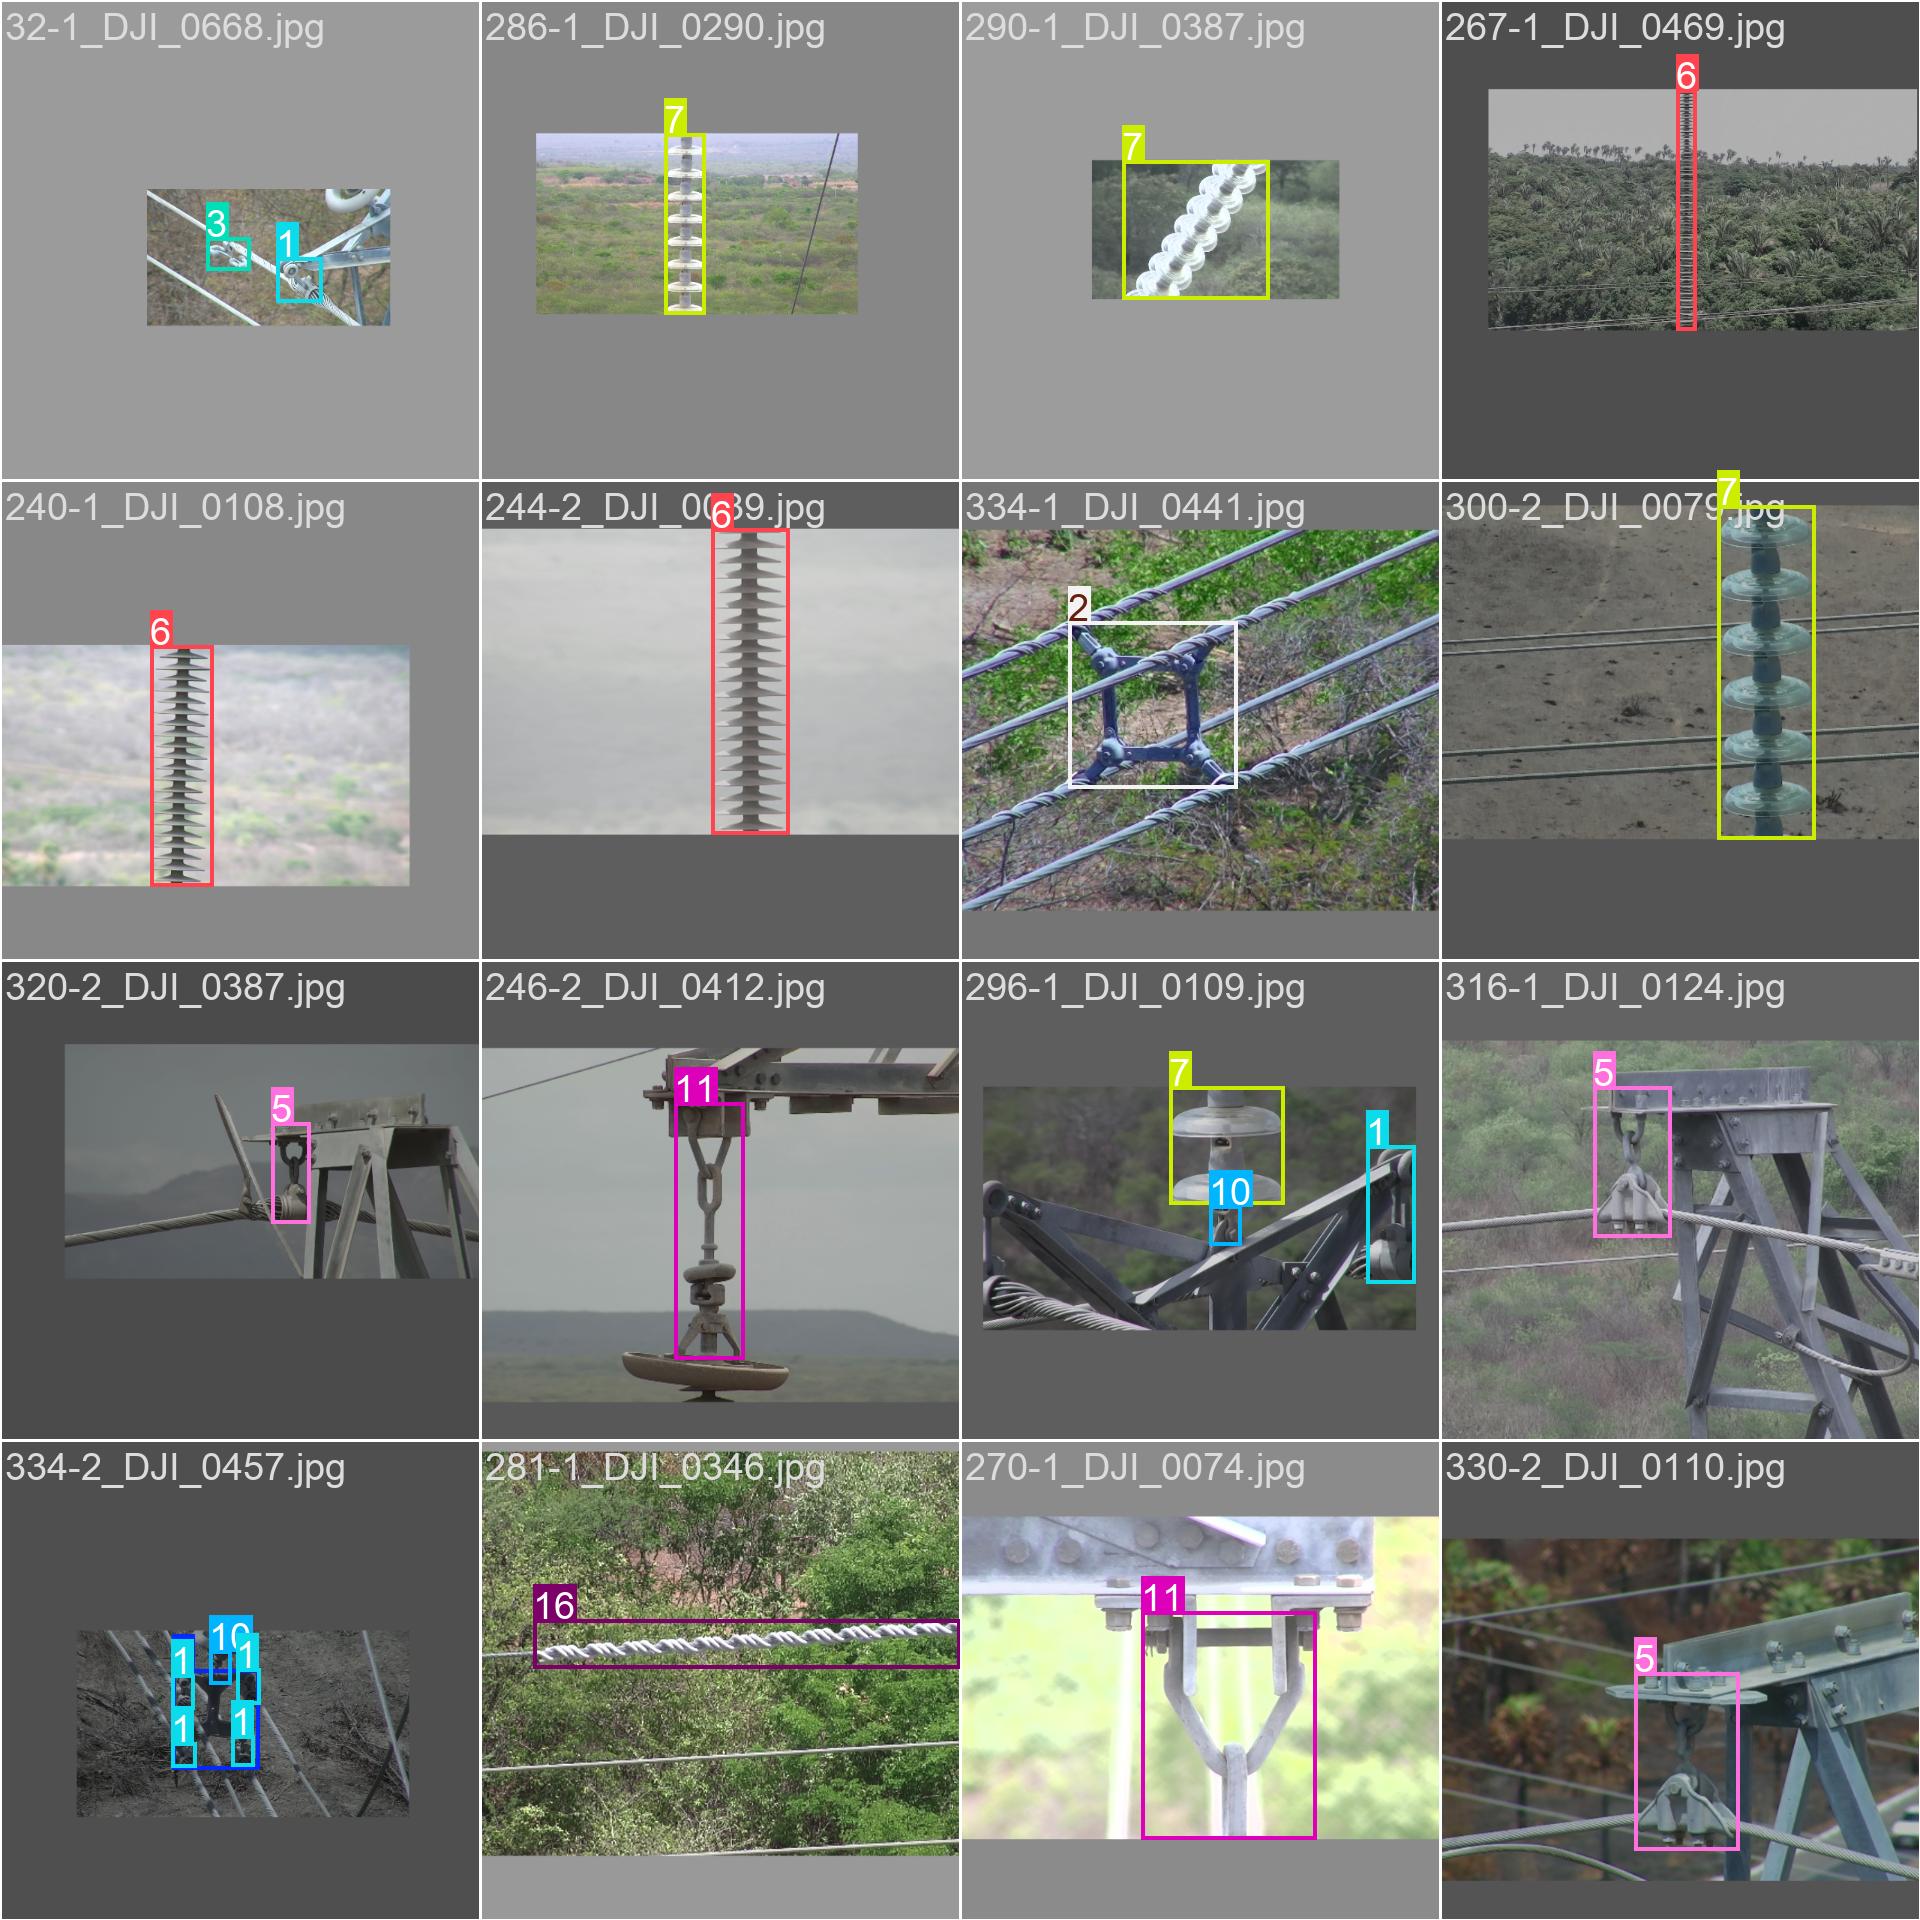 32-1_DJI_0668.jpg
286-1_DJI_0290.jpg
290-1_DJI_0387.jpg
267-1_DJI_0469.jpg
3
1
7
7
6
240-1_DJI_0108.jpg
244-2_DJI_0039.jpg
334-1_DJI_0441.jpg
300-2_DJI_0079.jpg
6
6
2
7
320-2_DJI_0387.jpg
246-2_DJI_0412.jpg
296-1_DJI_0109.jpg
316-1_DJI_0124.jpg
5
11
7
10
1
5
334-2_DJI_0457.jpg
281-1_DJI_0346.jpg
270-1_DJI_0074.jpg
330-2_DJI_0110.jpg
10
1
1
1
1
16
11
5